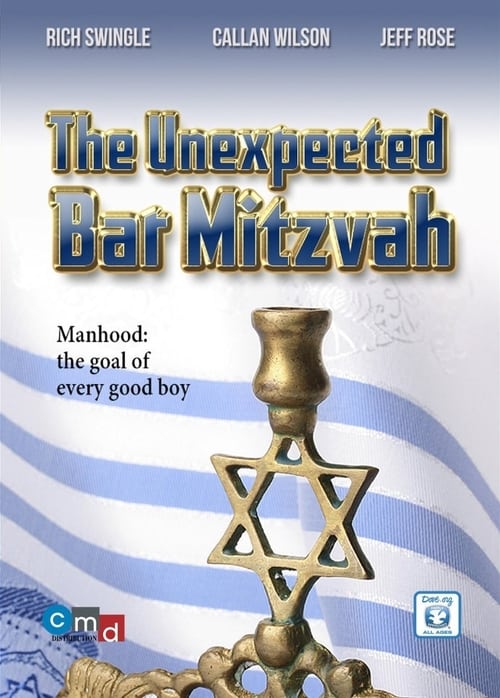 RICH SWINGLE CALLAN WILSON JEFF ROSE
The Unexpected
Bar Mitzvah
Manhood:
the goal of
every good boy
cmd
DISTRIBUTION
Dove.org
ALL AGES